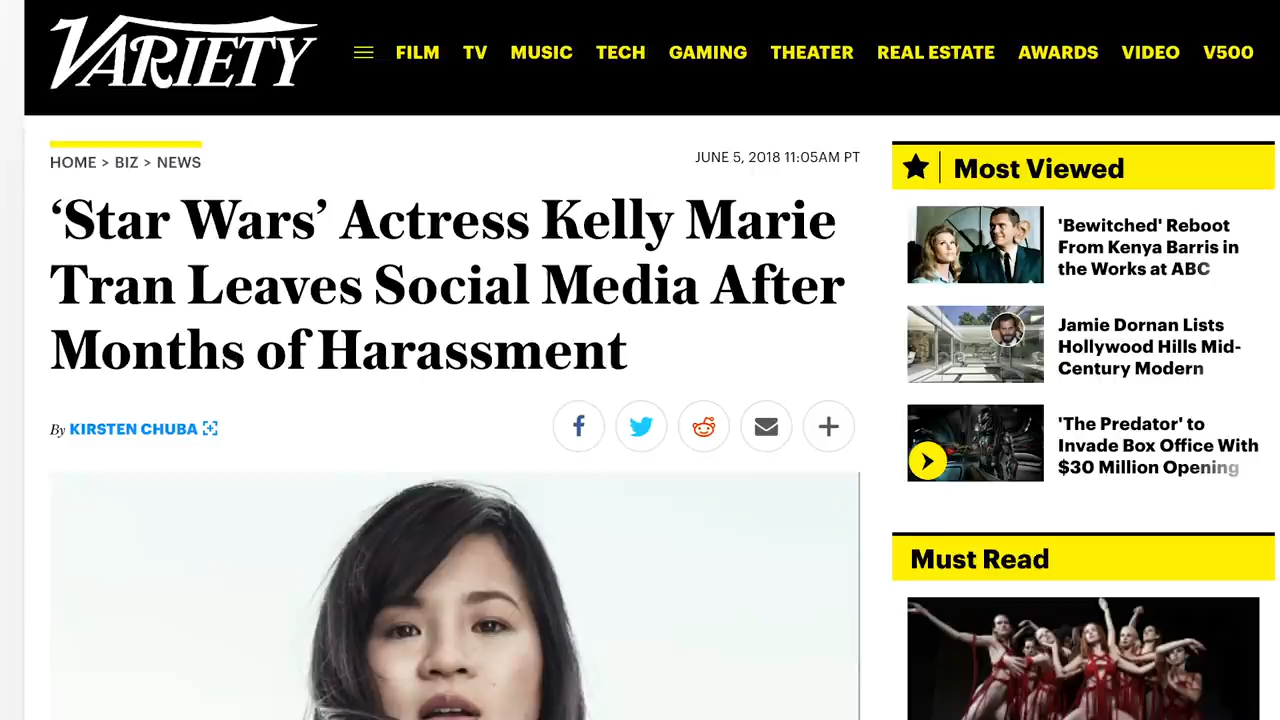 VARIETY
FILM TV MUSIC TECH GAMING THEATER REAL ESTATE AWARDS VIDEO V500
HOME > BIZ > NEWS
JUNE 5, 2018 11:05AM PT
‘Star Wars’ Actress Kelly Marie
Tran Leaves Social Media After
Months of Harassment
By KIRSTEN CHUBA
Most Viewed
'Bewitched' Reboot
From Kenya Barris in
the Works at ABC
Jamie Dornan Lists
Hollywood Hills Mid-
Century Modern
'The Predator' to
Invade Box Office With
$30 Million Opening
Must Read